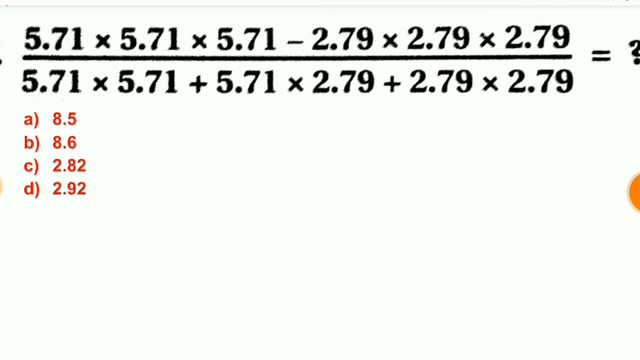 5.71 × 5.71 × 5.71 – 2.79 × 2.79 × 2.79
5.71 × 5.71 + 5.71 × 2.79 + 2.79 × 2.79
= ?
a) 8.5
b) 8.6
c) 2.82
d) 2.92